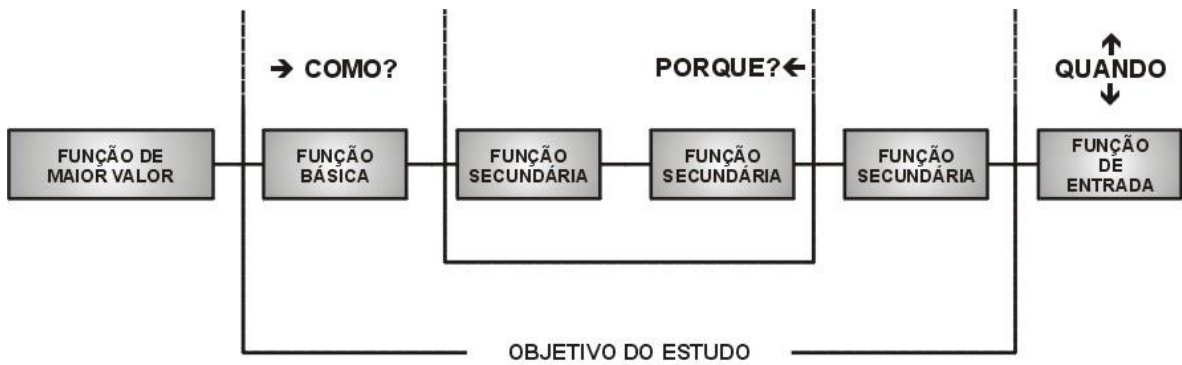 COMO?
PORQUE?
QUANDO
FUNÇÃO DE
MAIOR VALOR
FUNÇÃO
BÁSICA
FUNÇÃO
SECUNDÁRIA
FUNÇÃO
SECUNDÁRIA
FUNÇÃO
SECUNDÁRIA
FUNÇÃO
DE
ENTRADA
OBJETIVO DO ESTUDO